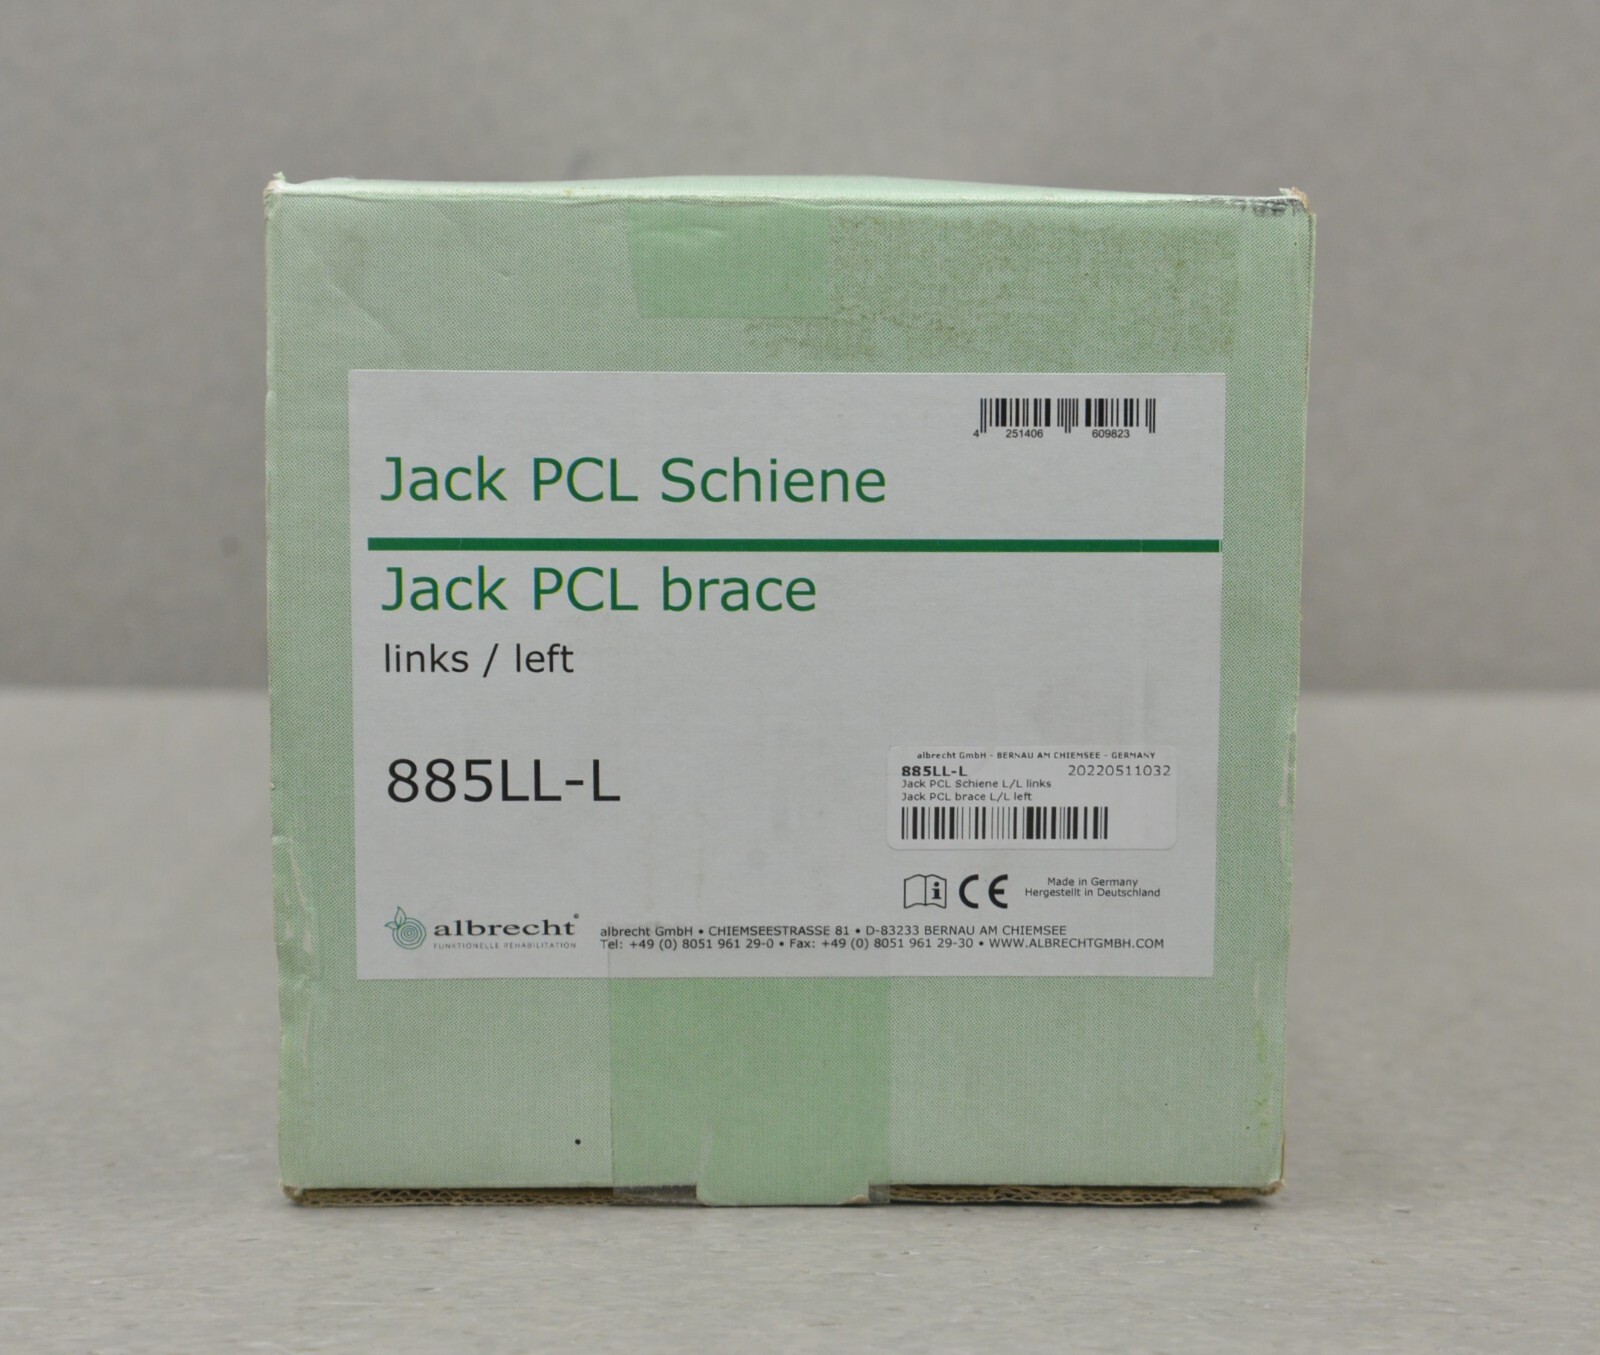 4 251406 609823
Jack PCL Schiene
Jack PCL brace
links / left
885LL-L
albrecht GmbH - BERNAU AM CHIEMSEE - GERMANY
885LL-L 20220511032
Jack PCL Schiene L/L links
Jack PCL brace L/L left
i CE Made in Germany
Hergestellt in Deutschland
albrecht®
FUNKTIONELLE REHABILITATION
albrecht GmbH • CHIEMSEESTRASSE 81 • D-83233 BERNAU AM CHIEMSEE
Tel: +49 (0) 8051 961 29-0 • Fax: +49 (0) 8051 961 29-30 • WWW.ALBRECHTGMBH.COM